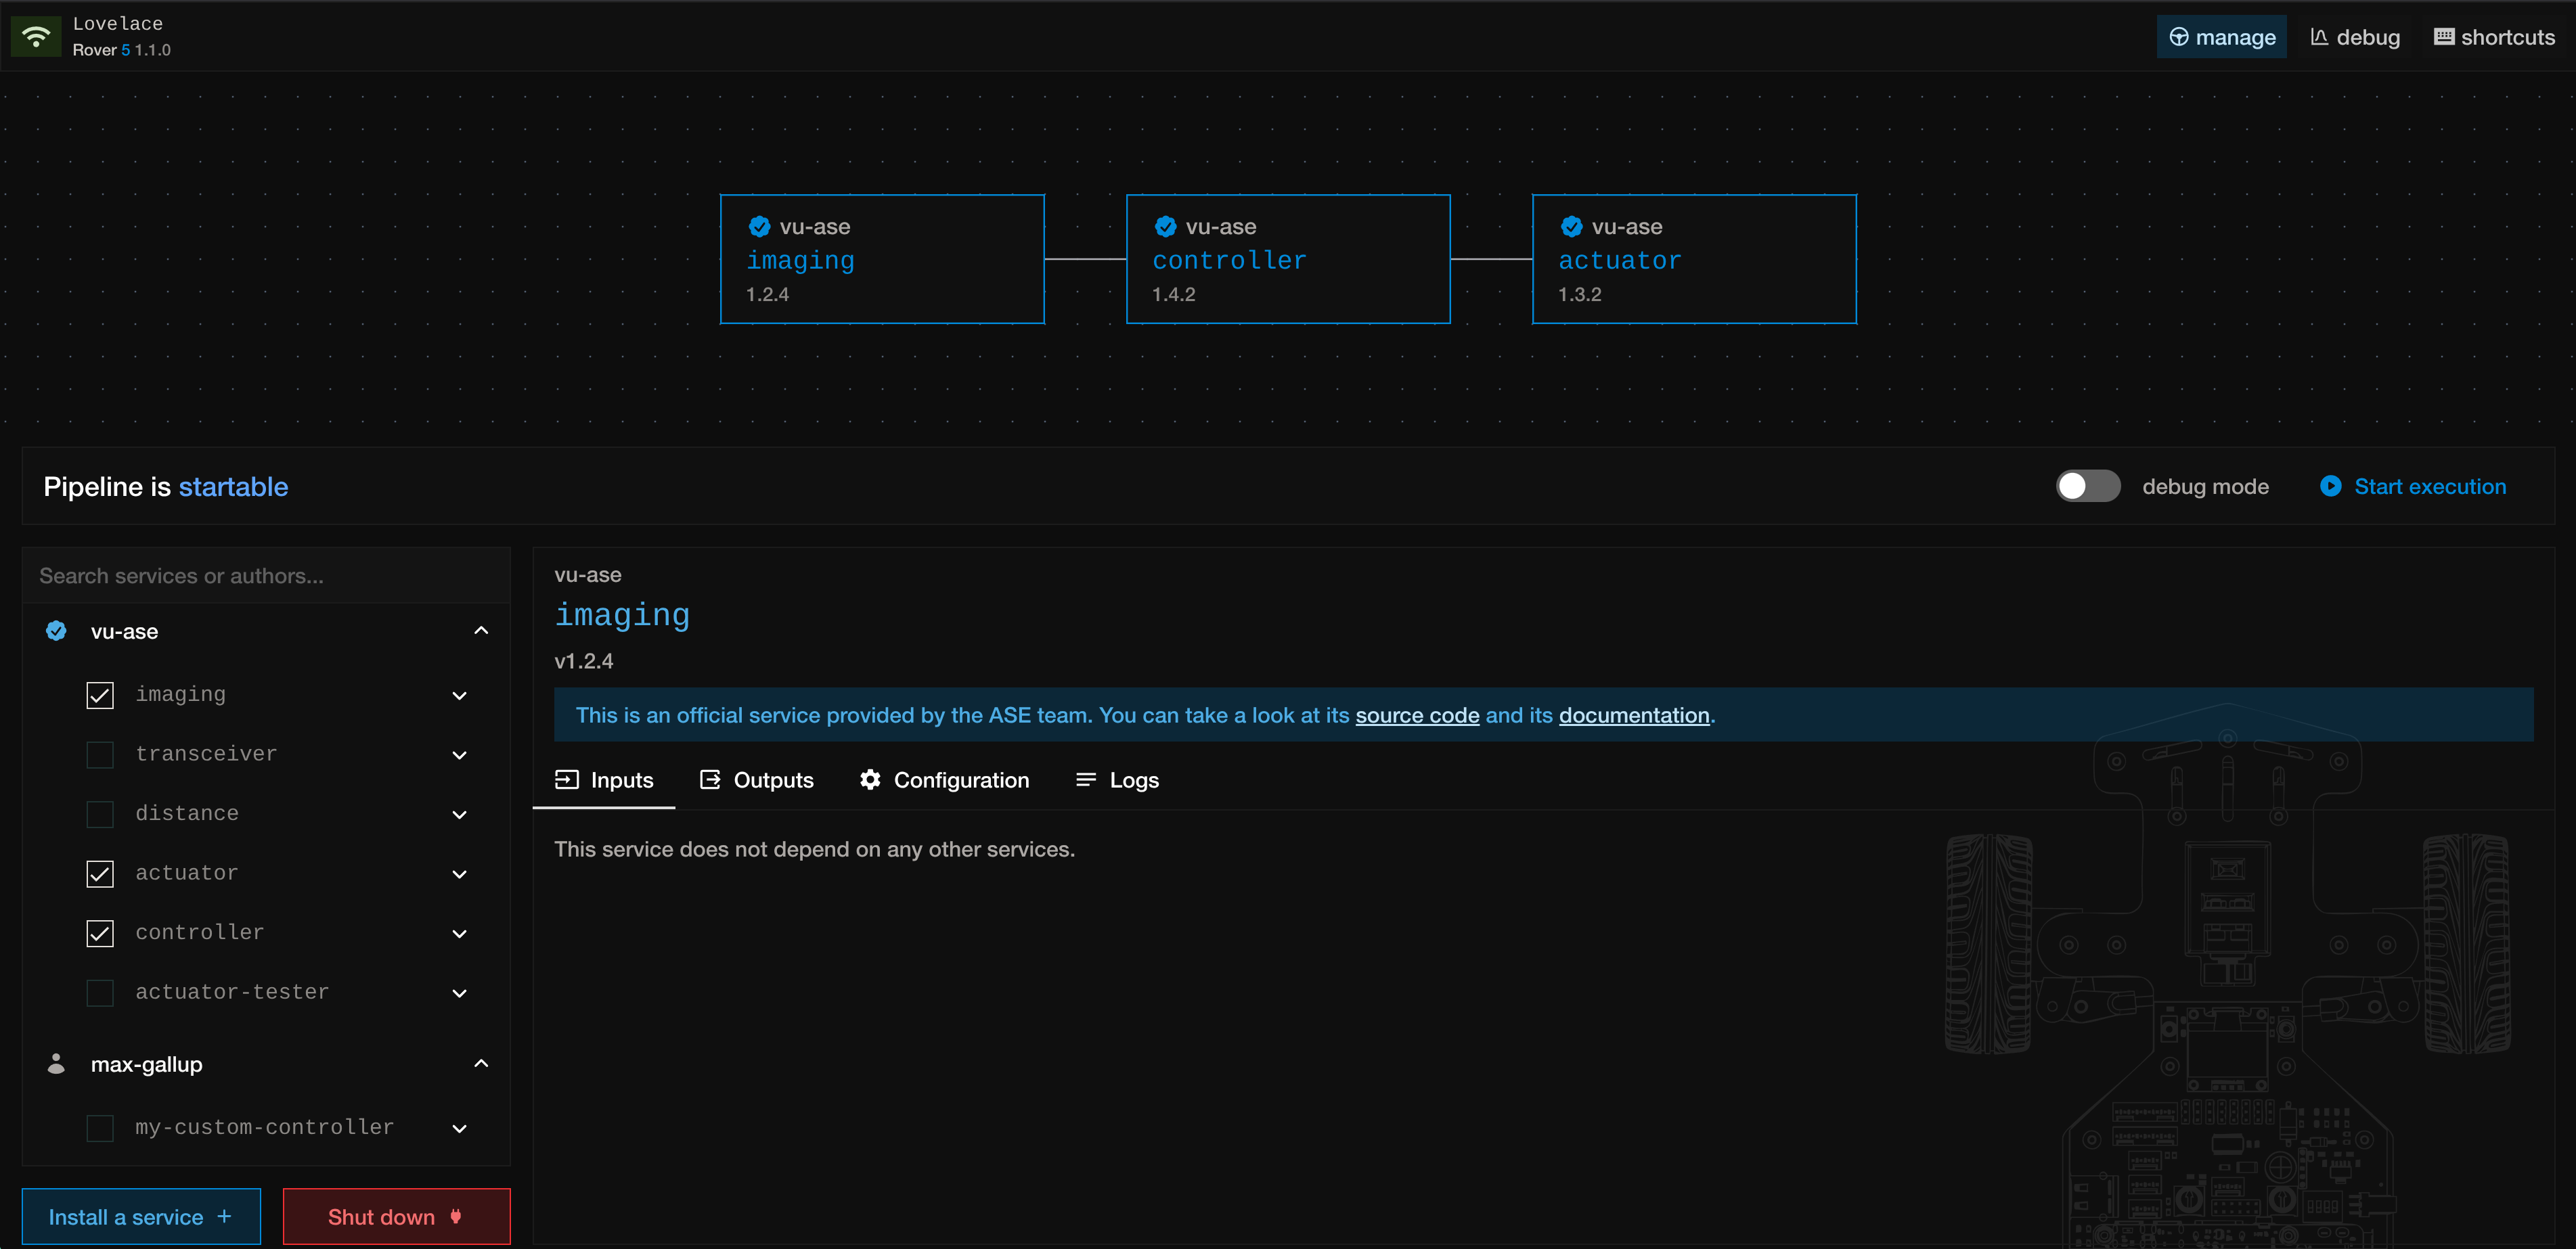 Lovelace
Rover 5 1.1.0
manage
debug
shortcuts
vu-ase
imaging
1.2.4
vu-ase
controller
1.4.2
vu-ase
actuator
1.3.2
Pipeline is startable
debug mode
Start execution
Search services or authors...
vu-ase
imaging
transceiver
distance
actuator
controller
actuator-tester
max-gallup
my-custom-controller
Install a service +
Shut down
vu-ase
imaging
v1.2.4
This is an official service provided by the ASE team. You can take a look at its source code and its documentation.
Inputs
Outputs
Configuration
Logs
This service does not depend on any other services.